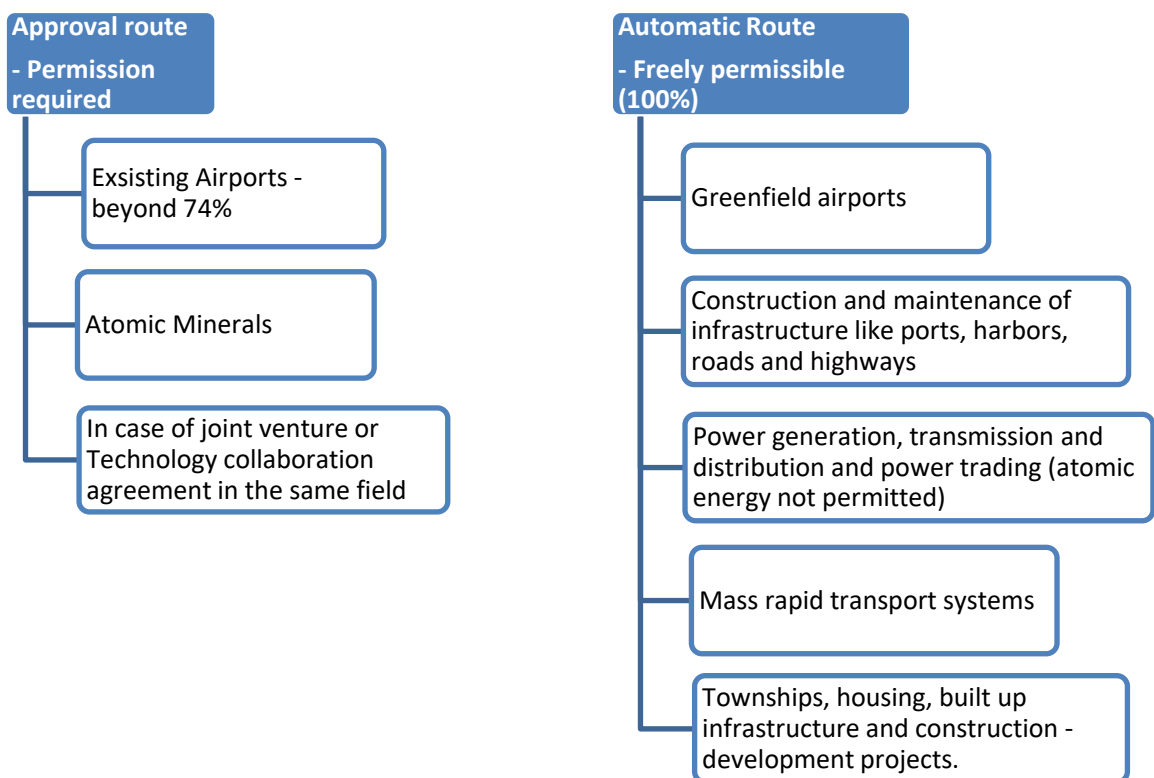 Approval route
- Permission
required
Exsisting Airports -
beyond 74%
Atomic Minerals
In case of joint venture or
Technology collaboration
agreement in the same field
Automatic Route
- Freely permissible
(100%)
Greenfield airports
Construction and maintenance of
infrastructure like ports, harbors,
roads and highways
Power generation, transmission and
distribution and power trading (atomic
energy not permitted)
Mass rapid transport systems
Townships, housing, built up
infrastructure and construction -
development projects.